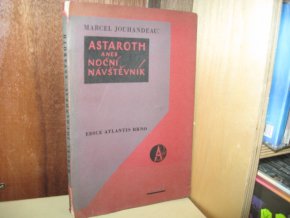 MARCEL JOUHANDEAU
ASTAROTH
ANEB
NOČNÍ
NÁVŠTĚVNÍK
EDICE ATLANTIS BRNO
A